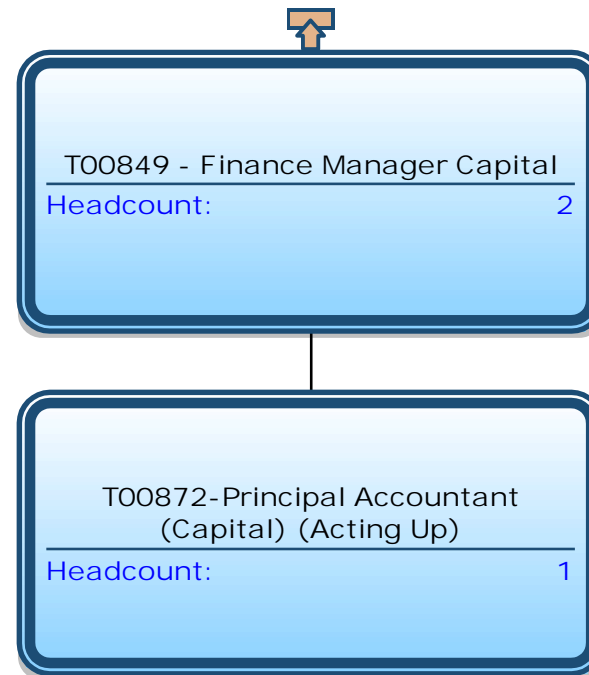 T00849 - Finance Manager Capital
Headcount: 2
T00872-Principal Accountant
(Capital) (Acting Up)
Headcount: 1